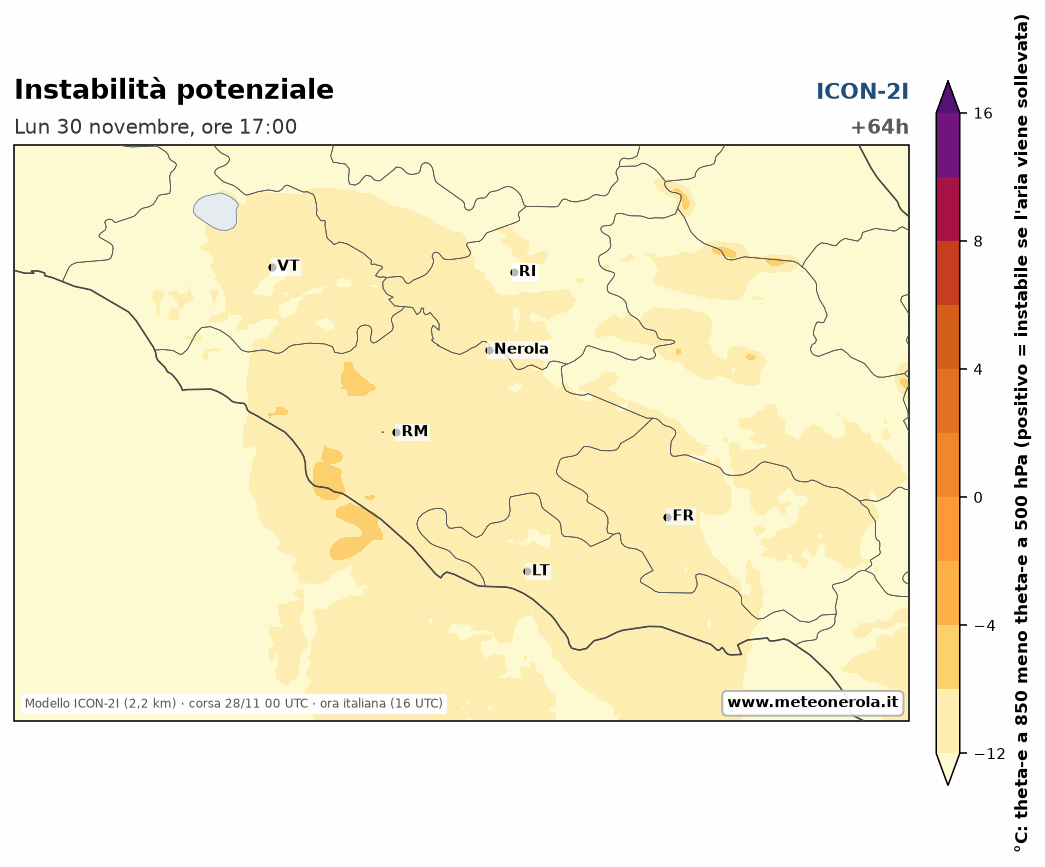 Instabilità potenziale
ICON-2I
Lun 30 novembre, ore 17:00
+64h
VT
RI
Nerola
RM
FR
LT
Modello ICON-2I (2,2 km) · corsa 28/11 00 UTC · ora italiana (16 UTC)
www.meteonerola.it
16
8
4
0
−4
−12
°C: theta-e a 850 meno theta-e a 500 hPa (positivo = instabile se l'aria viene sollevata)